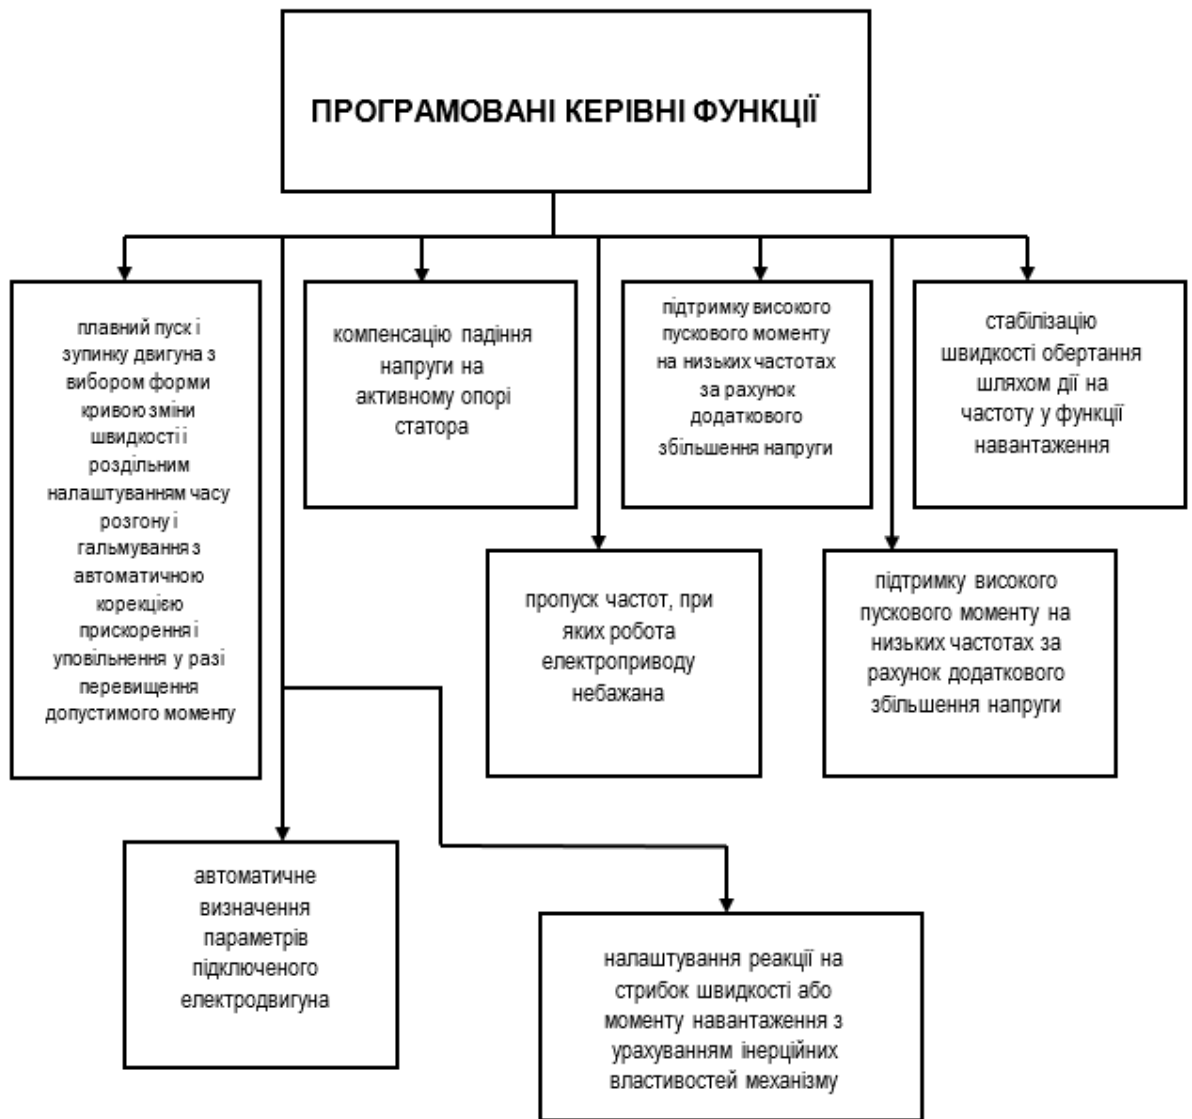 ПРОГРАМОВАНІ КЕРІВНІ ФУНКЦІЇ
плавний пуск і
зупинку двигуна з
вибором форми
кривою зміни
швидкості і
роздільним
налаштуванням часу
розгону і
гальмування з
автоматичною
корекцією
прискорення і
уповільнення у разі
перевищення
допустимого моменту
компенсацію падіння
напруги на
активному опорі
статора
підтримку високого
пускового моменту
на низьких частотах
за рахунок
додаткового
збільшення напруги
стабілізацію
швидкості обертання
шляхом дії на
частоту у функції
навантаження
пропуск частот, при
яких робота
електроприводу
небажана
підтримку високого
пускового моменту на
низьких частотах за
рахунок додаткового
збільшення напруги
автоматичне
визначення
параметрів
підключеного
електродвигуна
налаштування реакції на
стрибок швидкості або
моменту навантаження з
урахуванням інерційних
властивостей механізму